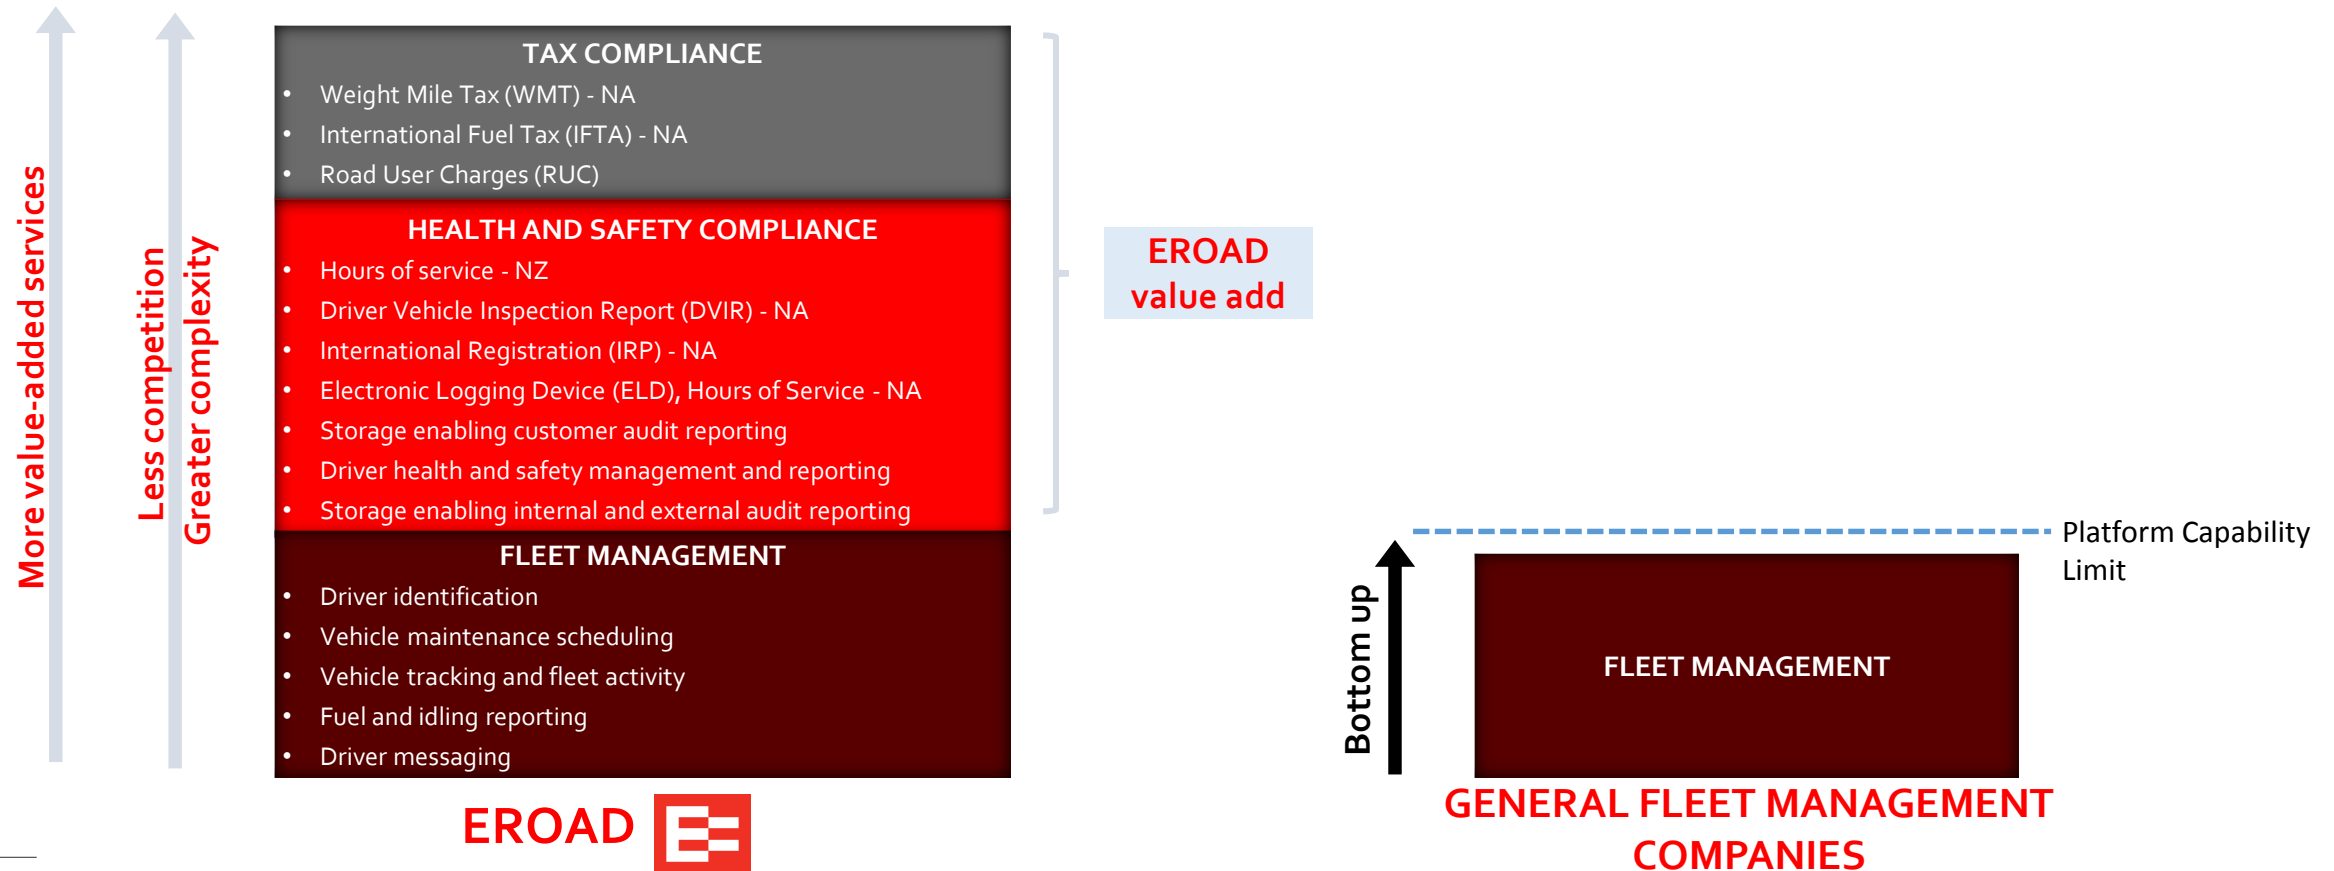 More value-added services
Less competition
Greater complexity
TAX COMPLIANCE
• Weight Mile Tax (WMT) - NA
• International Fuel Tax (IFTA) - NA
• Road User Charges (RUC)
HEALTH AND SAFETY COMPLIANCE
• Hours of service - NZ
• Driver Vehicle Inspection Report (DVIR) - NA
• International Registration (IRP) - NA
• Electronic Logging Device (ELD), Hours of Service - NA
• Storage enabling customer audit reporting
• Driver health and safety management and reporting
• Storage enabling internal and external audit reporting
FLEET MANAGEMENT
• Driver identification
• Vehicle maintenance scheduling
• Vehicle tracking and fleet activity
• Fuel and idling reporting
• Driver messaging
EROAD
EROAD
value add
Bottom up
Platform Capability
Limit
FLEET MANAGEMENT
GENERAL FLEET MANAGEMENT
COMPANIES